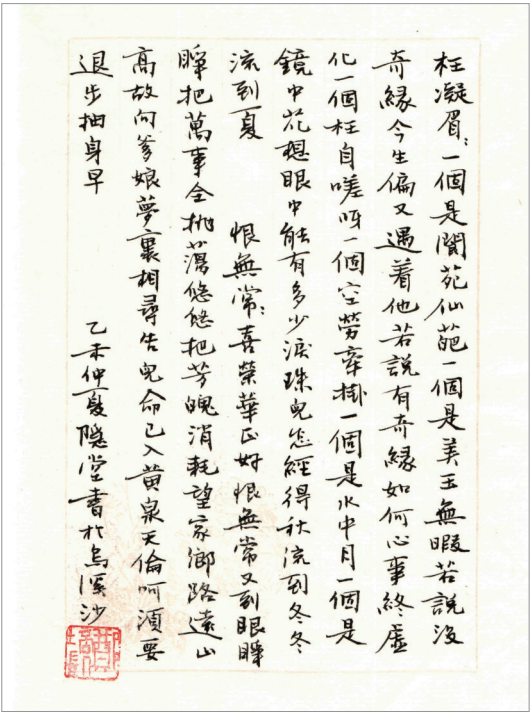 枉凝眉：一個是閬苑仙葩一個是美玉無暇若說沒
奇緣今生偏又遇着他若說有奇緣如何心事終虛
化一個枉自嗟呀一個空勞牽掛一個是水中月一個是
鏡中花想眼中能有多少淚珠兒怎經得秋流到冬冬
流到夏　恨無常：喜榮華正好恨無常又到眼睜
睜把萬事全拋蕩悠悠把芳魂消耗望家鄉路遠山
高故向爹娘夢裏相尋告兒命已入黃泉天倫呵須要
退步抽身早
乙未仲夏隱堂書於烏溪沙